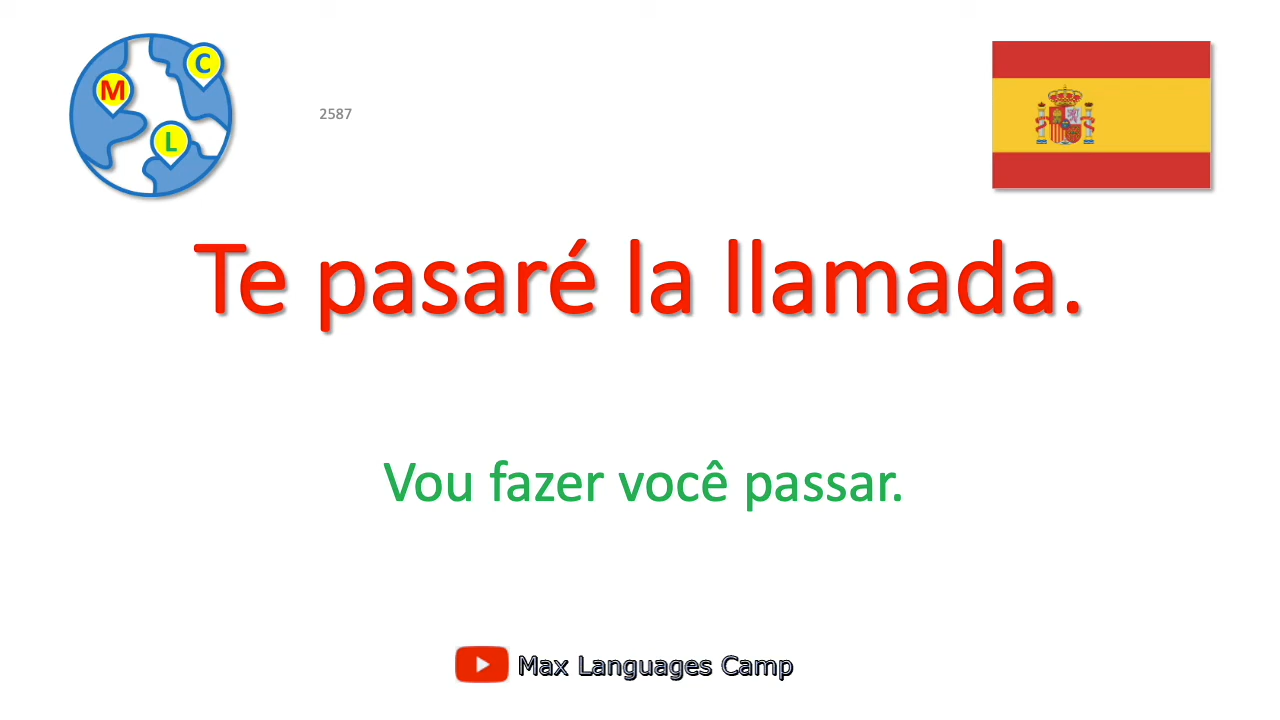 M
C
L
2587
Te pasaré la llamada.
Vou fazer você passar.
Max Languages Camp